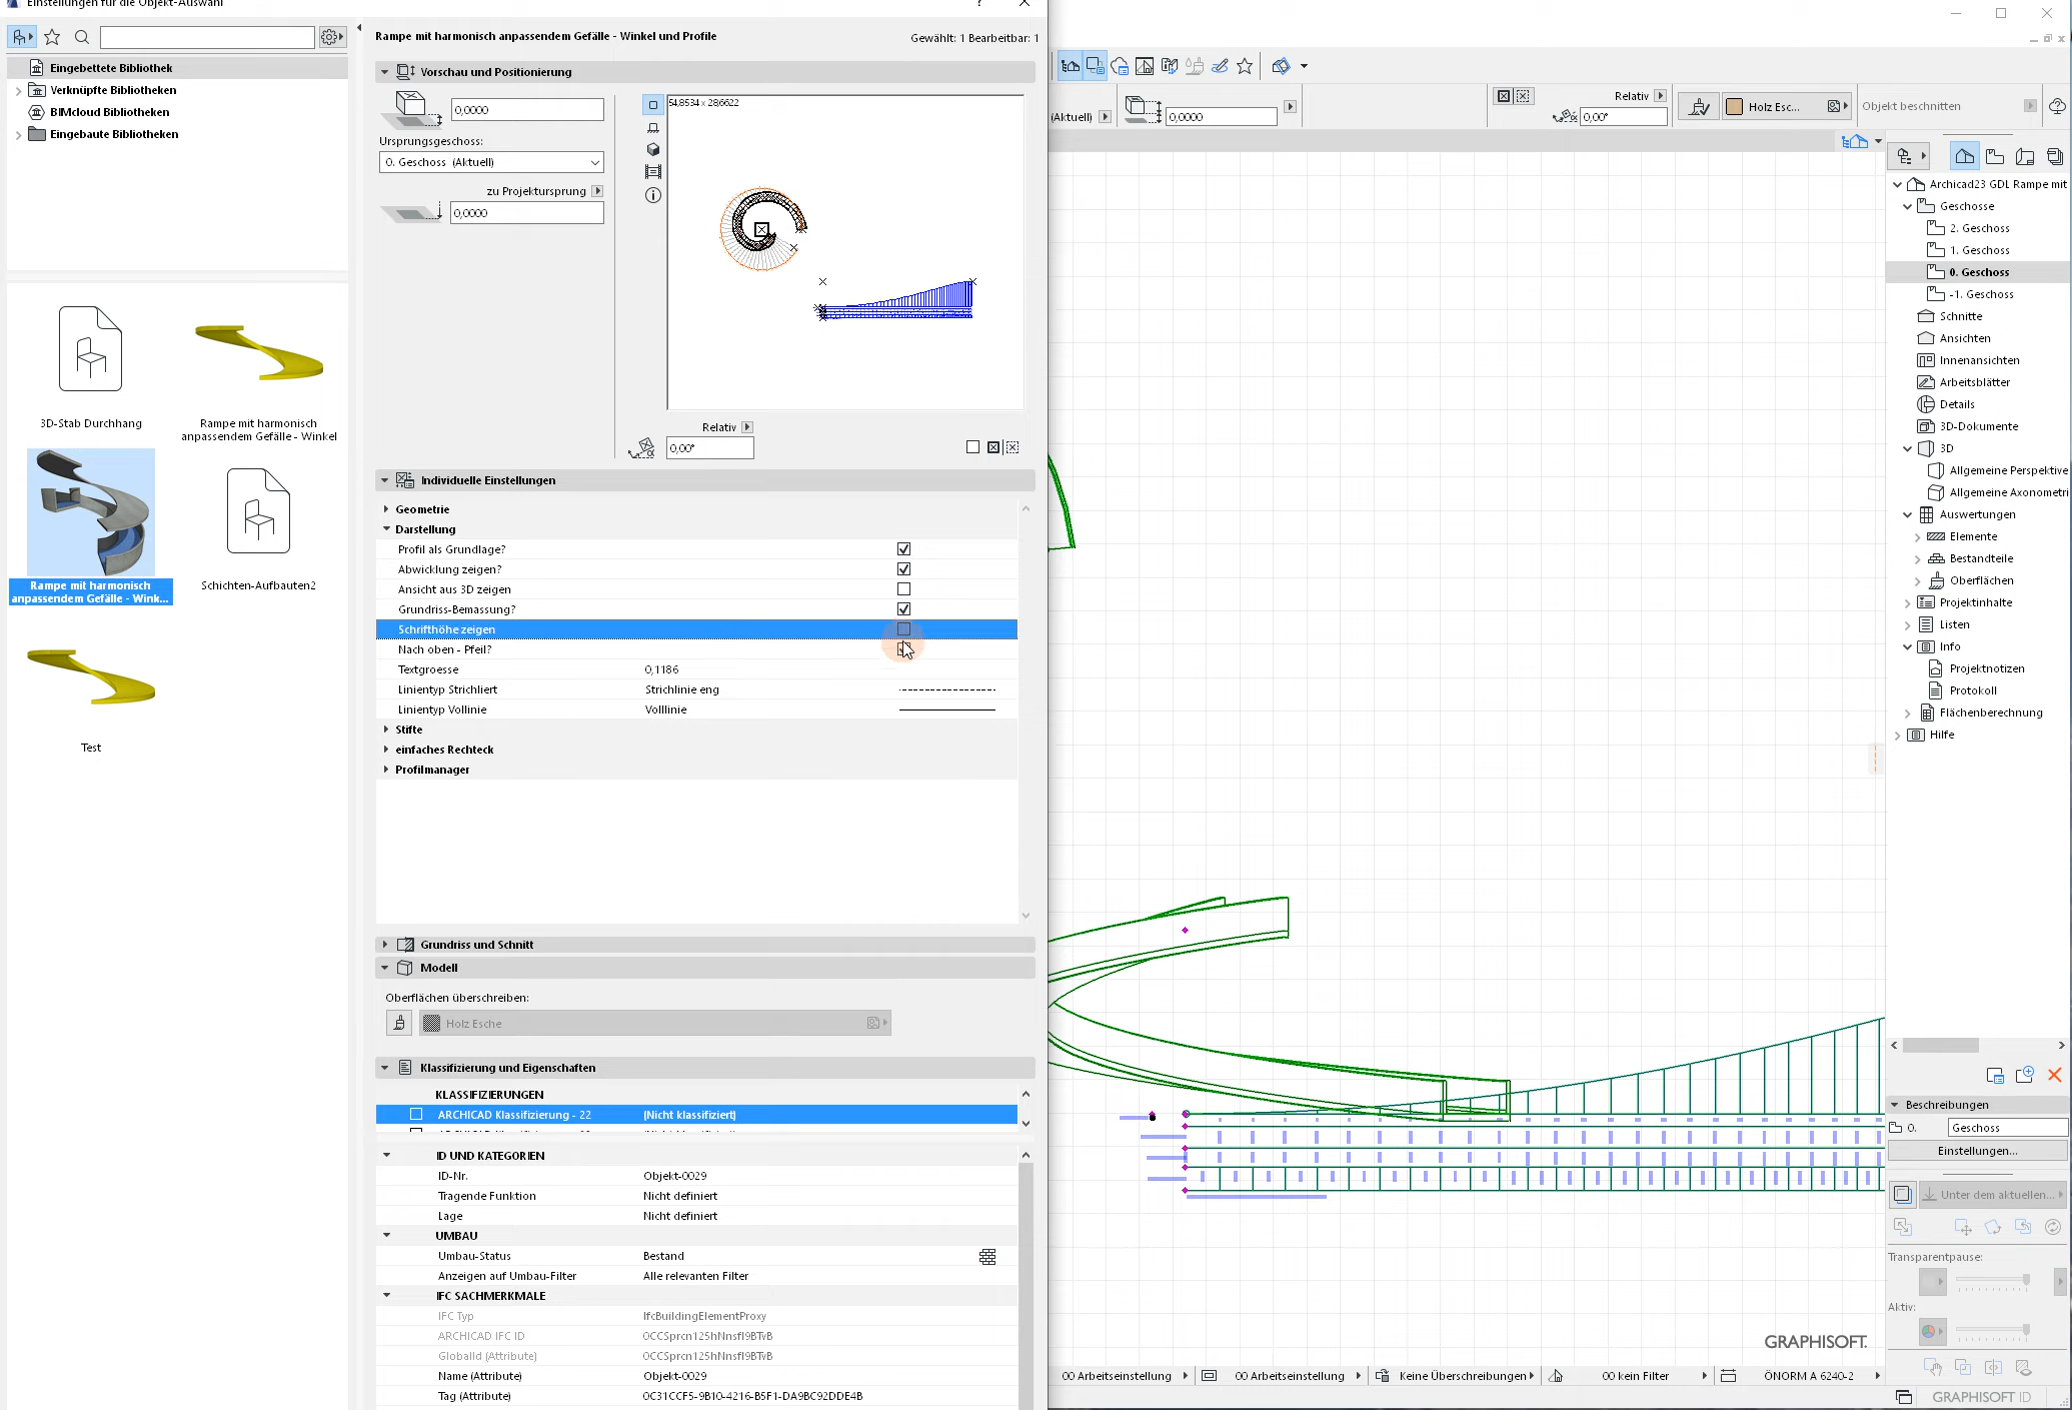 Einstellungen für die Objekt-Auswahl
?
Eingebettete Bibliothek
Verknüpfte Bibliotheken
BIMcloud Bibliotheken
Eingebaute Bibliotheken
3D-Stab Durchhang
Rampe mit harmonisch
anpassendem Gefälle - Winkel
Rampe mit harmonisch
anpassendem Gefälle - Wink...
Schichten-Aufbauten2
Test
Rampe mit harmonisch anpassendem Gefälle - Winkel und Profile
Gewählt: 1 Bearbeitbar: 1
Vorschau und Positionierung
0,0000
Ursprungsgeschoss:
0. Geschoss (Aktuell)
zu Projektursprung
0,0000
54,8534 x 28,6622
Relativ
0,00°
Individuelle Einstellungen
Geometrie
Darstellung
Profil als Grundlage?
Abwicklung zeigen?
Ansicht aus 3D zeigen
Grundriss-Bemassung?
Schrifthöhe zeigen
Nach oben - Pfeil?
Textgroesse 0,1186
Linientyp Strichliert Strichlinie eng
Linientyp Vollinie Volllinie
Stifte
einfaches Rechteck
Profilmanager
Grundriss und Schnitt
Modell
Oberflächen überschreiben:
Holz Esche
Klassifizierung und Eigenschaften
KLASSIFIZIERUNGEN
ARCHICAD Klassifizierung - 22 (Nicht klassifiziert)
ID UND KATEGORIEN
ID-Nr. Objekt-0029
Tragende Funktion Nicht definiert
Lage Nicht definiert
UMBAU
Umbau-Status Bestand
Anzeigen auf Umbau-Filter Alle relevanten Filter
IFC SACHMERKMALE
IFC Typ IfcBuildingElementProxy
ARCHICAD IFC ID 0CCSprcn125hNnsfI9BTvB
GlobalId (Attribute) 0CCSprcn125hNnsfI9BTvB
Name (Attribute) Objekt-0029
Tag (Attribute) 0C31CCF5-9B10-4216-B5F1-DA9BC92DDE4B
(Aktuell)
0,0000
Relativ
0,00°
Holz Esc...
Objekt beschnitten
Archicad23 GDL Rampe mit
Geschosse
2. Geschoss
1. Geschoss
0. Geschoss
-1. Geschoss
Schnitte
Ansichten
Innenansichten
Arbeitsblätter
Details
3D-Dokumente
3D
Allgemeine Perspektive
Allgemeine Axonometri
Auswertungen
Elemente
Bestandteile
Oberflächen
Projektinhalte
Listen
Info
Projektnotizen
Protokoll
Flächenberechnung
Hilfe
Beschreibungen
0. Geschoss
Einstellungen...
Unter dem aktuellen...
Transparentpause:
Aktiv:
GRAPHISOFT.
00 Arbeitseinstellung
00 Arbeitseinstellung
Keine Überschreibungen
00 kein Filter
ÖNORM A 6240-2
GRAPHISOFT ID